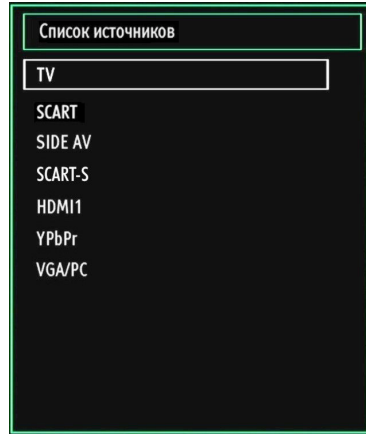 Список источников
TV
SCART
SIDE AV
SCART-S
HDMI1
YPbPr
VGA/PC